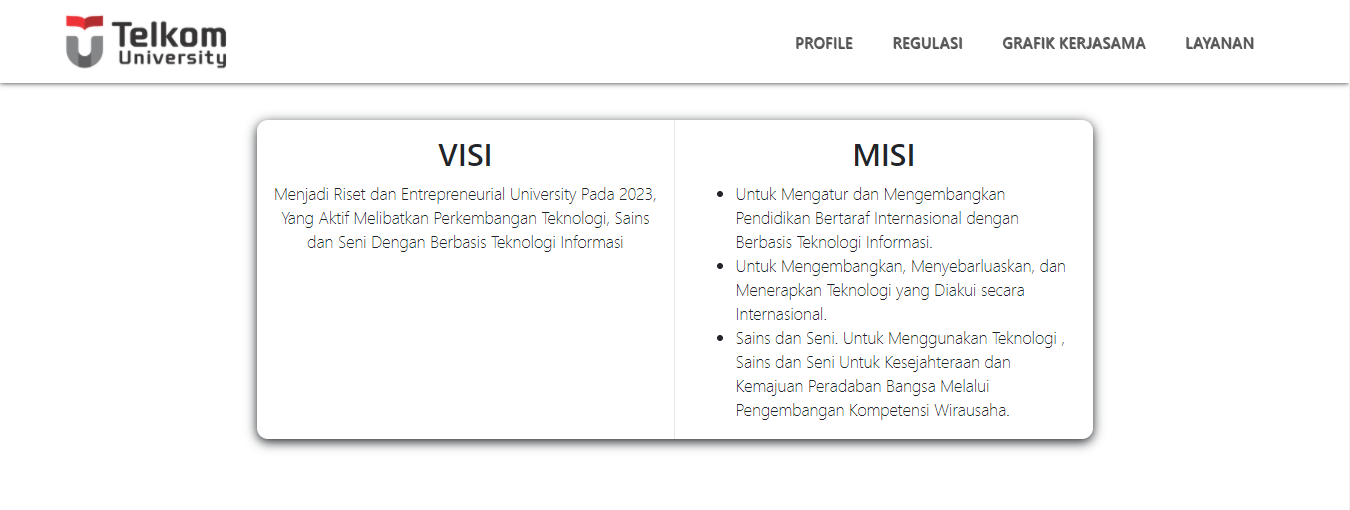 Telkom
University
PROFILE
REGULASI
GRAFIK KERJASAMA
LAYANAN
VISI
Menjadi Riset dan Entrepreneurial University Pada 2023,
Yang Aktif Melibatkan Perkembangan Teknologi, Sains
dan Seni Dengan Berbasis Teknologi Informasi
MISI
Untuk Mengatur dan Mengembangkan
Pendidikan Bertaraf Internasional dengan
Berbasis Teknologi Informasi.
Untuk Mengembangkan, Menyebarluaskan, dan
Menerapkan Teknologi yang Diakui secara
Internasional.
Sains dan Seni. Untuk Menggunakan Teknologi ,
Sains dan Seni Untuk Kesejahteraan dan
Kemajuan Peradaban Bangsa Melalui
Pengembangan Kompetensi Wirausaha.